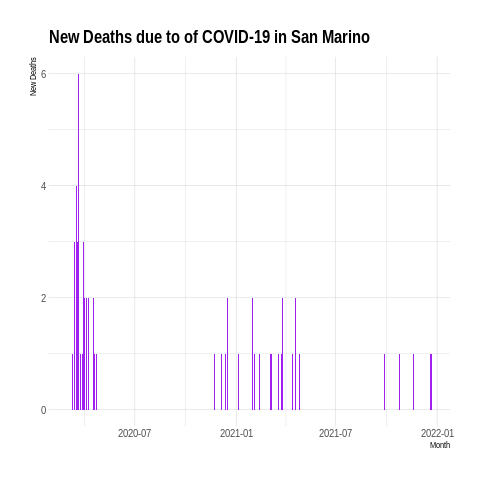 New Deaths due to of COVID-19 in San Marino
New Deaths
6
4
2
0
2020-07 2021-01 2021-07 2022-01
Month